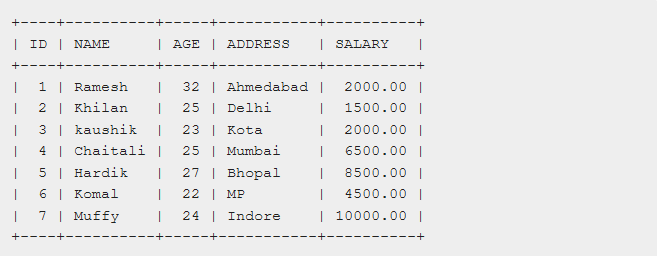 +----+----------+-----+-----------+----------+
| ID | NAME     | AGE | ADDRESS   | SALARY   |
+----+----------+-----+-----------+----------+
|  1 | Ramesh   |  32 | Ahmedabad |  2000.00 |
|  2 | Khilan   |  25 | Delhi     |  1500.00 |
|  3 | kaushik  |  23 | Kota      |  2000.00 |
|  4 | Chaitali |  25 | Mumbai    |  6500.00 |
|  5 | Hardik   |  27 | Bhopal    |  8500.00 |
|  6 | Komal    |  22 | MP        |  4500.00 |
|  7 | Muffy    |  24 | Indore    | 10000.00 |
+----+----------+-----+-----------+----------+